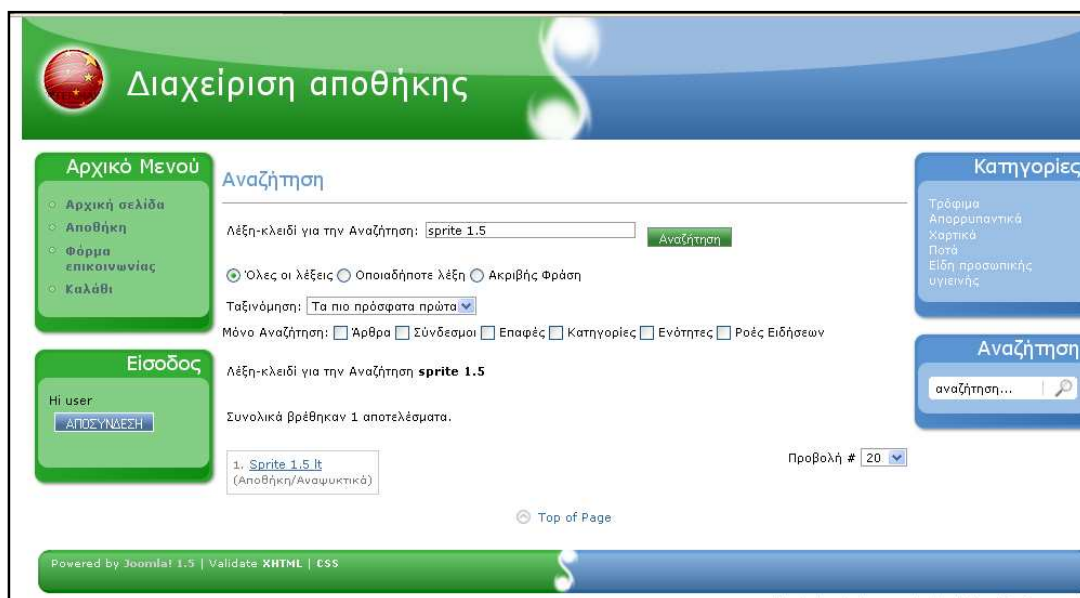 Διαχείριση αποθήκης
Αρχικό Μενού
Αρχική σελίδα
Αποθήκη
Φόρμα
επικοινωνίας
Καλάθι
Είσοδος
Hi user
ΑΠΟΣΥΝΔΕΣΗ
Αναζήτηση
Λέξη-κλειδί για την Αναζήτηση: sprite 1.5 Αναζήτηση
Όλες οι λέξεις Οποιαδήποτε λέξη Ακριβής Φράση
Ταξινόμηση: Τα πιο πρόσφατα πρώτα
Μόνο Αναζήτηση: Άρθρα Σύνδεσμοι Επαφές Κατηγορίες Ενότητες Ροές Ειδήσεων
Λέξη-κλειδί για την Αναζήτηση sprite 1.5
Συνολικά βρέθηκαν 1 αποτελέσματα.
Προβολή # 20
1. Sprite 1.5 lt
(Αποθήκη/Αναψυκτικά)
Top of Page
Κατηγορίες
Τρόφιμα
Απορρυπαντικά
Χαρτικά
Ποτά
Είδη προσωπικής
υγιεινής
Αναζήτηση
αναζήτηση...
Powered by Joomla! 1.5 | Validate XHTML | CSS